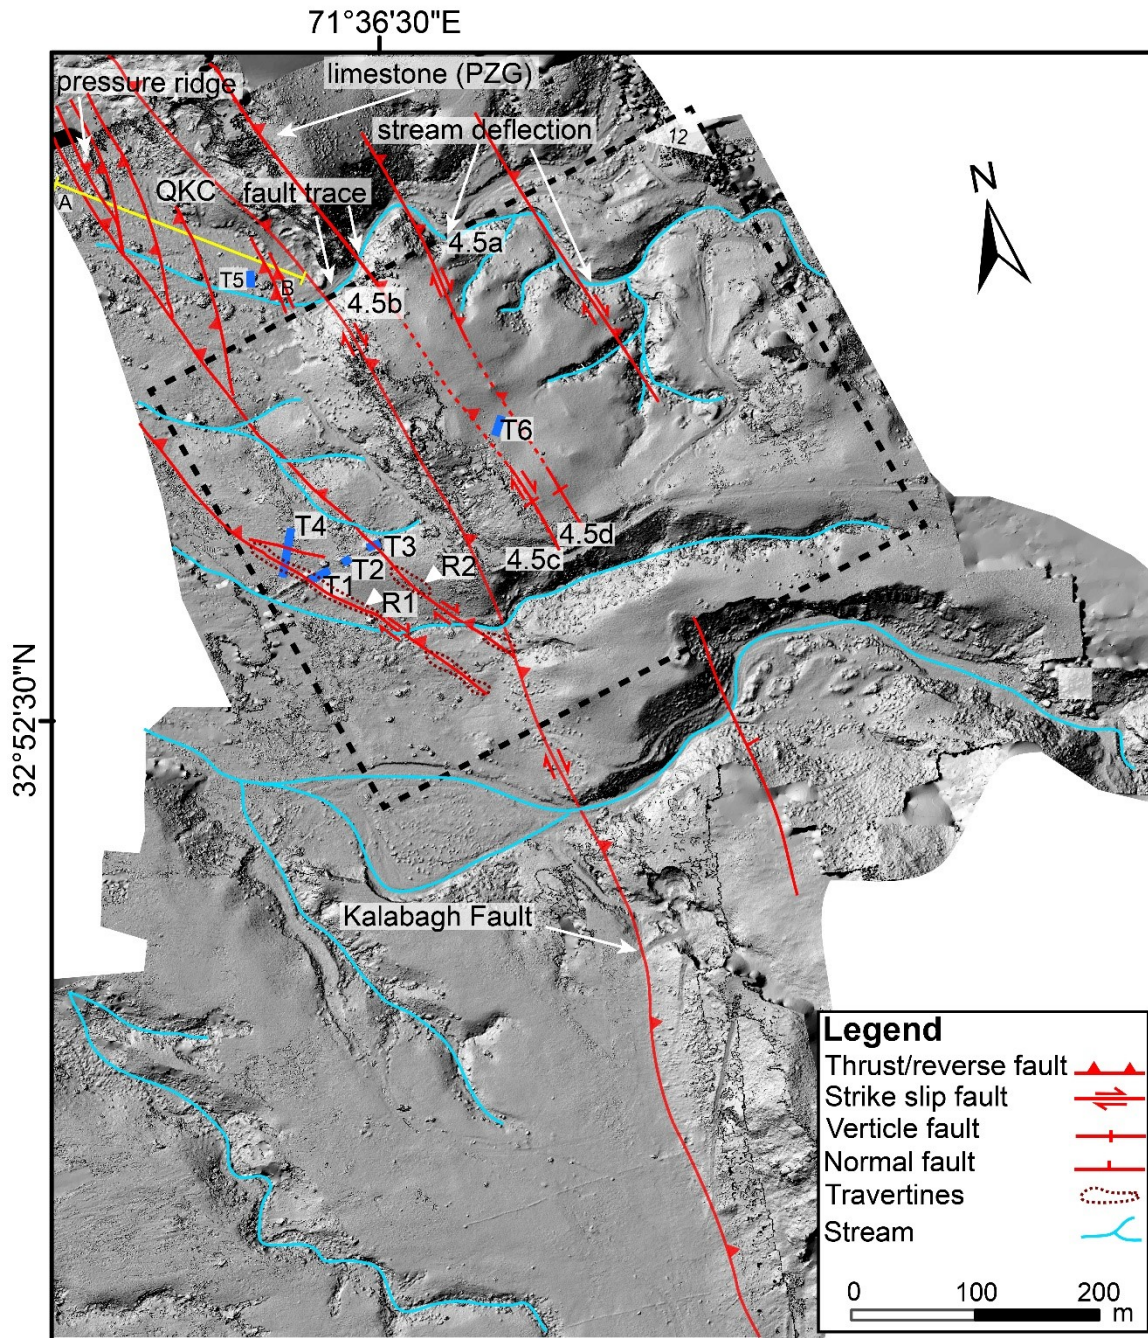 71°36'30"E
pressure ridge
limestone (PZG)
stream deflection
12
N
A
QKC
fault trace
4.5a
T5
B
4.5b
T6
T4
T3
4.5d
T2
4.5c
R2
T1
R1
32°52'30"N
Kalabagh Fault
Legend
Thrust/reverse fault
Strike slip fault
Verticle fault
Normal fault
Travertines
Stream
0 100 200
m